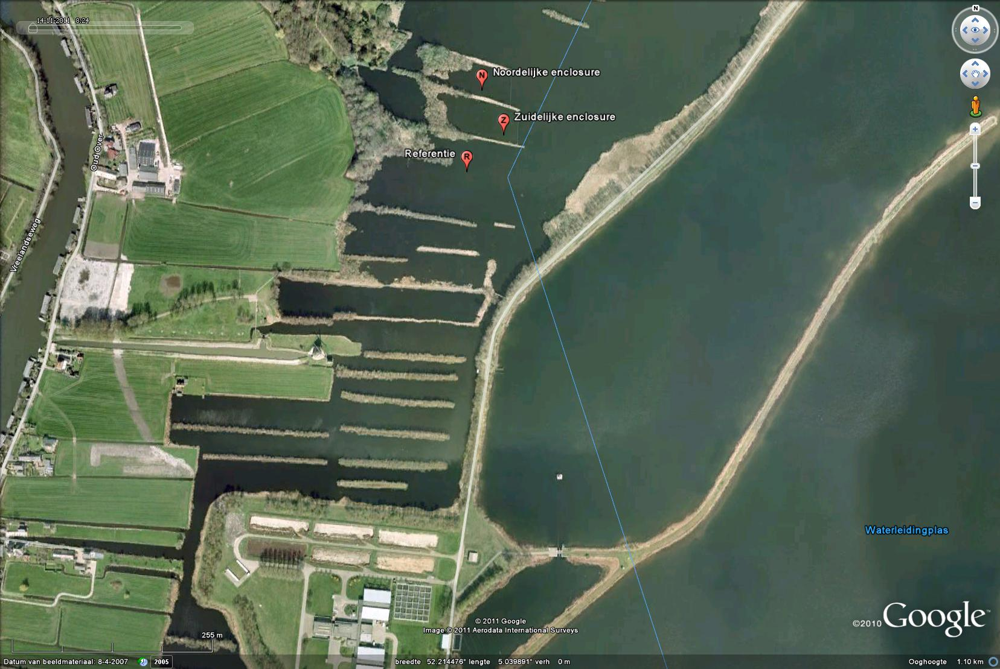 14-11-2011 8:24
N
N Noordelijke enclosure
Z Zuidelijke enclosure
Referentie R
Oud Over
Vreelandseweg
Waterleidingplas
©2010 Google™
© 2011 Google
Image © 2011 Aerodata International Surveys
255 m
Datum van beeldmateriaal: 8-4-2007 2005 breedte 52.214476° lengte 5.039891° verh 0 m Ooghoogte 1.10 km